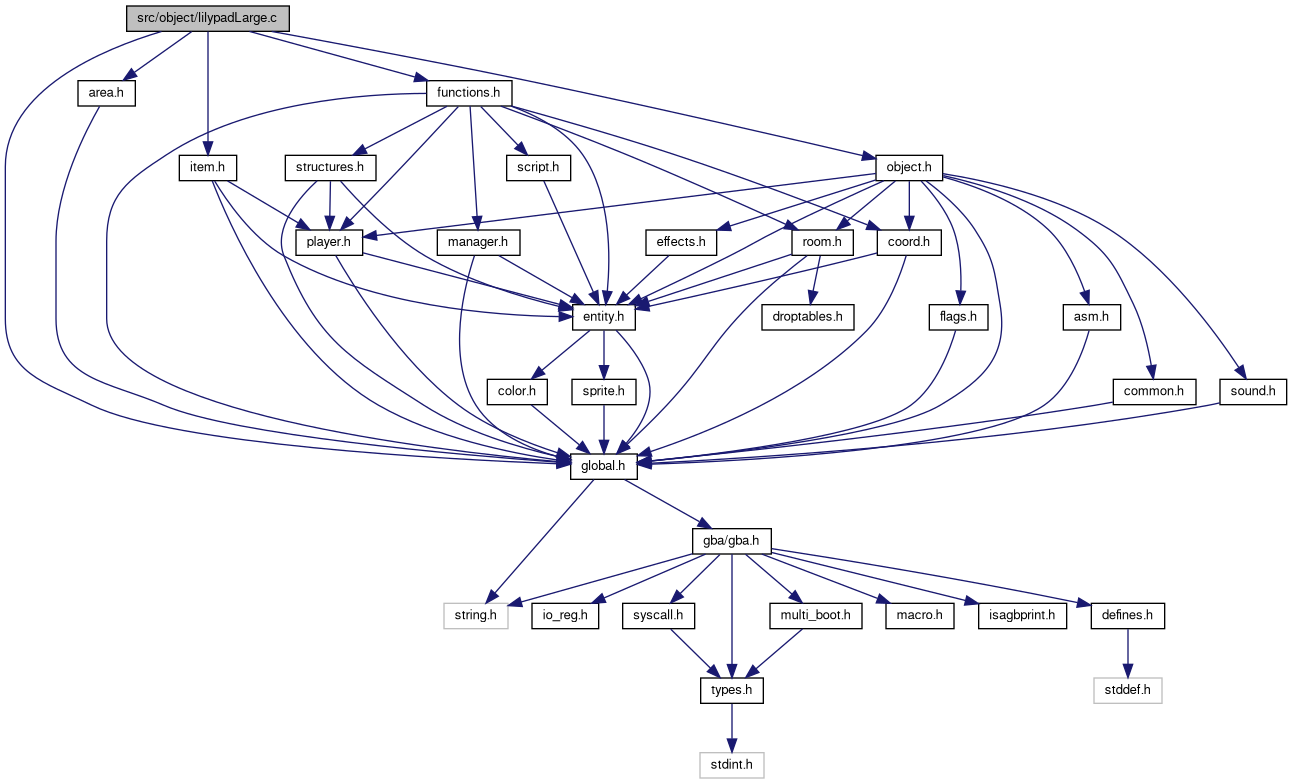 src/object/lilypadLarge.c
area.h
functions.h
item.h
structures.h
script.h
object.h
player.h
manager.h
effects.h
room.h
coord.h
entity.h
droptables.h
flags.h
asm.h
color.h
sprite.h
common.h
sound.h
global.h
gba/gba.h
string.h
io_reg.h
syscall.h
multi_boot.h
macro.h
isagbprint.h
defines.h
types.h
stddef.h
stdint.h